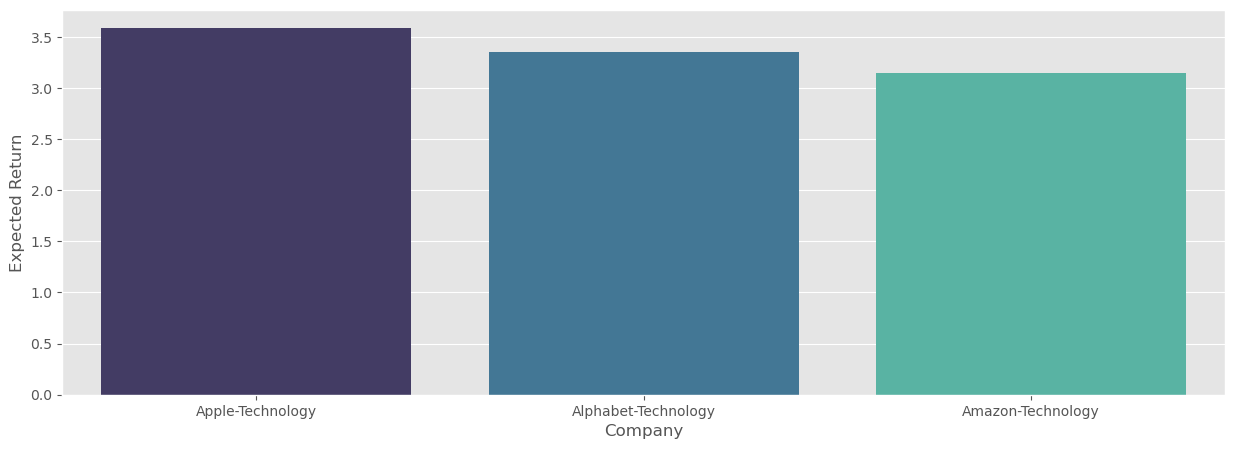 3.5
3.0
2.5
2.0
1.5
1.0
0.5
0.0
Expected Return
Apple-Technology
Alphabet-Technology
Amazon-Technology
Company